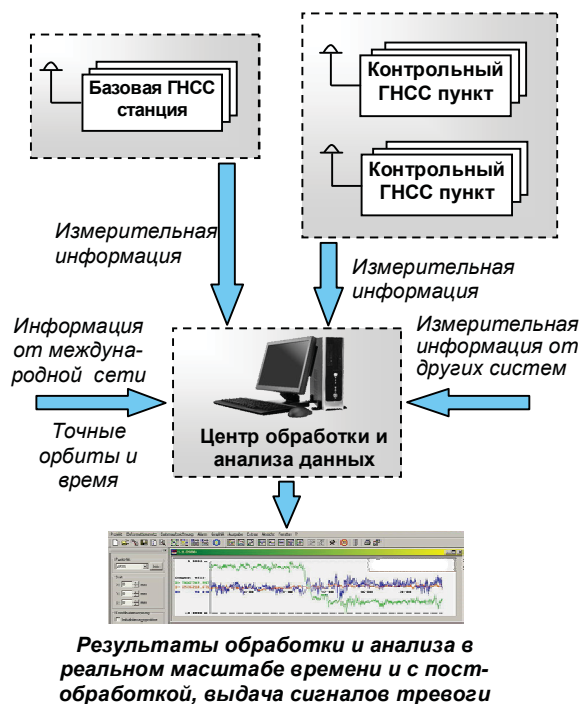 Базовая ГНСС
станция
Контрольный
ГНСС пункт
Контрольный
ГНСС пункт
Измерительная
информация
Измерительная
информация
Информация
от междуна-
родной сети
Точные
орбиты и
время
Измерительная
информация от
других систем
Центр обработки и
анализа данных
Результаты обработки и анализа в
реальном масштабе времени и с пост-
обработкой, выдача сигналов тревоги